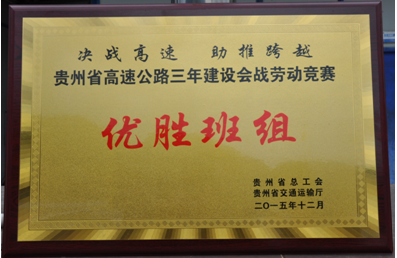 决战高速 助推跨越
贵州省高速公路三年建设会战劳动竞赛
优胜班组
贵州省总工会
贵州省交通运输厅
二〇一五年十二月